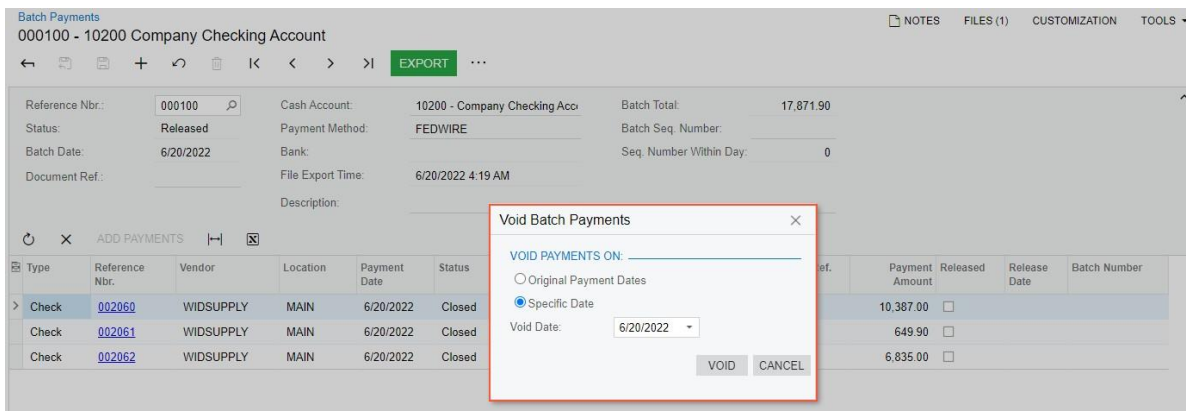 Batch Payments
NOTES FILES (1) CUSTOMIZATION TOOLS
000100 - 10200 Company Checking Account
EXPORT ...
Reference Nbr.: 000100 Cash Account: 10200 - Company Checking Acco Batch Total: 17,871.90
Status: Released Payment Method: FEDWIRE Batch Seq. Number:
Batch Date: 6/20/2022 Bank: Seq. Number Within Day: 0
Document Ref.: File Export Time: 6/20/2022 4:19 AM
Description:
Void Batch Payments
ADD PAYMENTS
VOID PAYMENTS ON:
Type Reference Nbr. Vendor Location Payment Date Status Ref. Payment Amount Released Release Date Batch Number
Original Payment Dates
Check 002060 WIDSUPPLY MAIN 6/20/2022 Closed 10,387.00
Specific Date
Check 002061 WIDSUPPLY MAIN 6/20/2022 Closed 649.90
Void Date: 6/20/2022
Check 002062 WIDSUPPLY MAIN 6/20/2022 Closed 6,835.00
VOID CANCEL